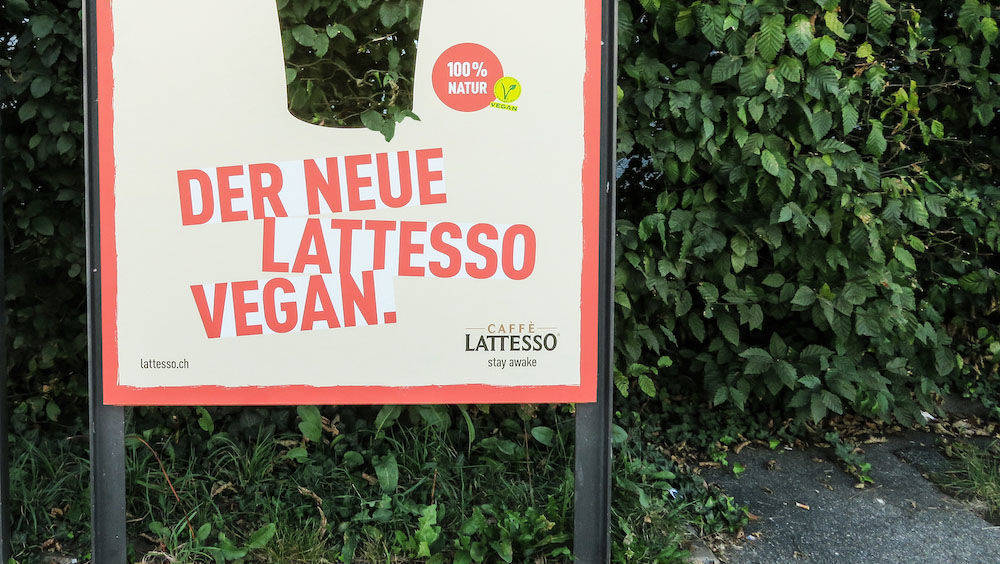 100%
NATUR
VEGAN
DER NEUE
LATTESSO
VEGAN.
CAFFÈ
LATTESSO®
stay awake
lattesso.ch